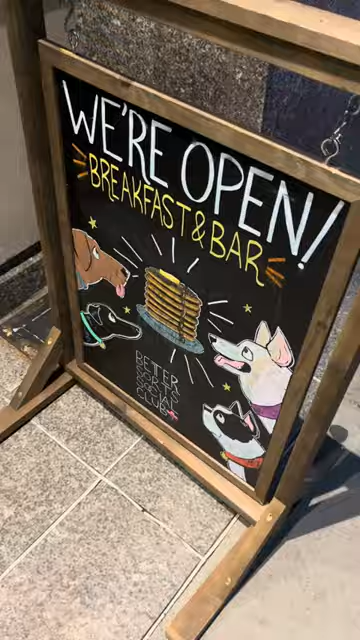 WE'RE OPEN!
BREAKFAST & BAR
BETTER
SOCIAL
CLUB